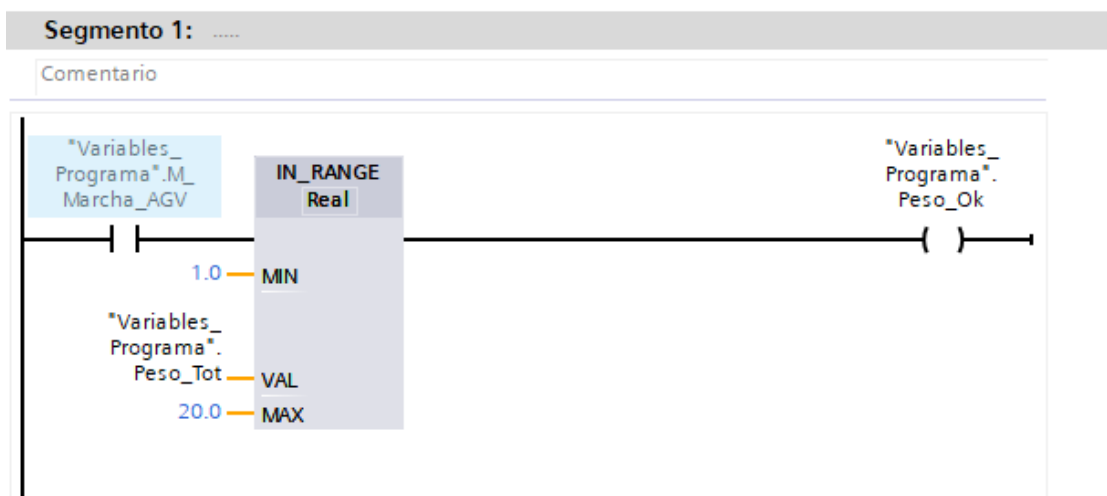 Segmento 1: .....
Comentario
"Variables_
Programa".M_
Marcha_AGV
IN_RANGE
Real
"Variables_
Programa".
Peso_Ok
1.0
MIN
"Variables_
Programa".
Peso_Tot
VAL
20.0
MAX